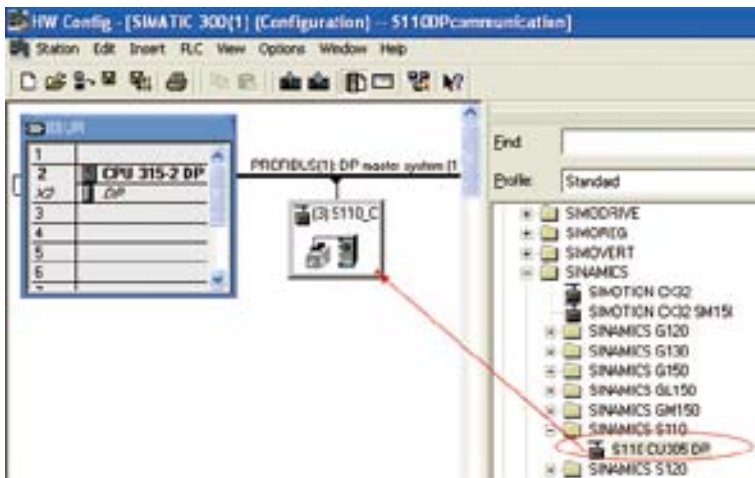 HW Config - [SIMATIC 300(1) (Configuration) -- S110DPcommunication]
Station Edit Insert PLC View Options Window Help
(0) UR
1
2 CPU 315-2 DP
X2 DP
3
4
5
6
PROFIBUS(1): DP master system (1
(3) S110_C
Find
Profile: Standard
SIMODRIVE
SIMOREG
SIMOVERT
SINAMICS
SIMOTION CX32
SIMOTION CX32 SM150
SINAMICS G120
SINAMICS G130
SINAMICS G150
SINAMICS GL150
SINAMICS GM150
SINAMICS S110
S110 CU305 DP
SINAMICS S120